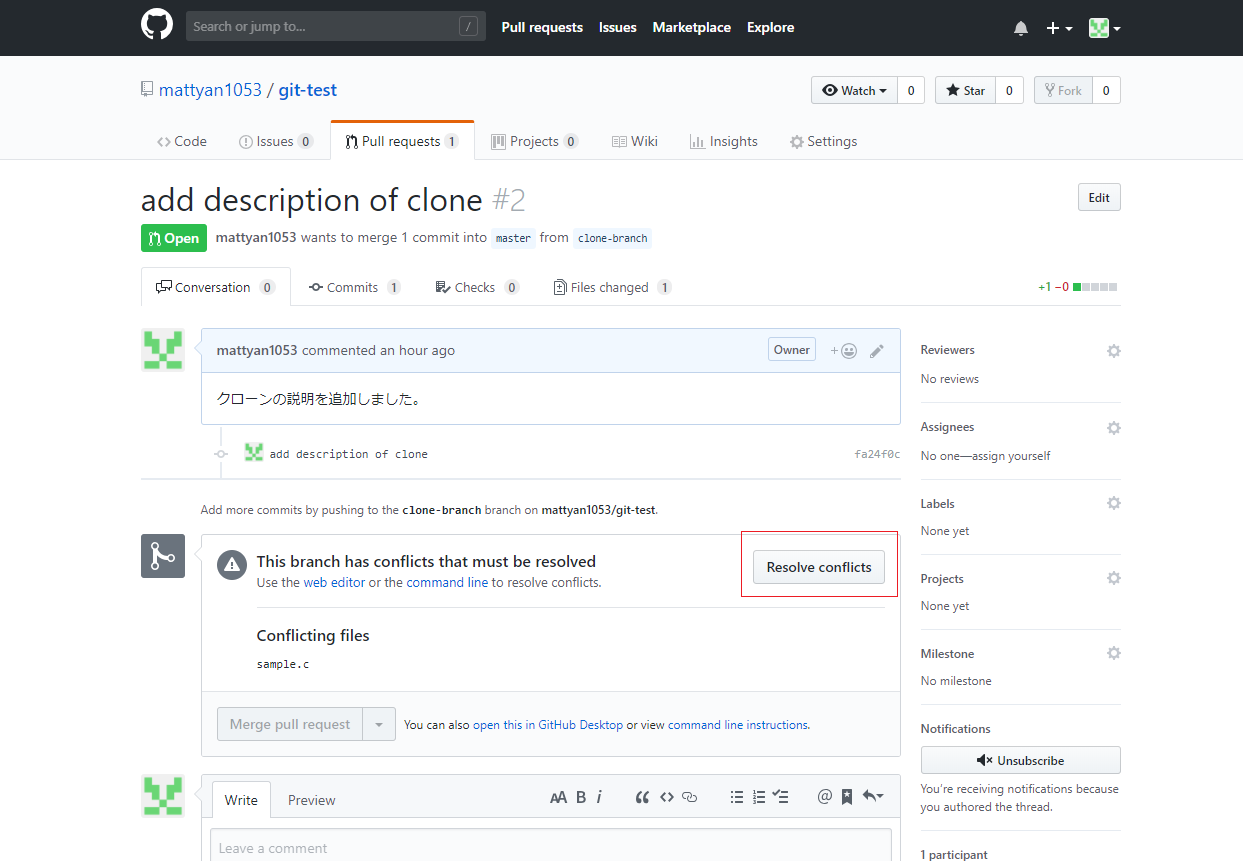 Search or jump to... / Pull requests Issues Marketplace Explore
mattyan1053 / git-test Watch 0 Star 0 Fork 0
Code Issues 0 Pull requests 1 Projects 0 Wiki Insights Settings
add description of clone #2 Edit
Open mattyan1053 wants to merge 1 commit into master from clone-branch
Conversation 0 Commits 1 Checks 0 Files changed 1 +1 −0
mattyan1053 commented an hour ago Owner
クローンの説明を追加しました。
add description of clone fa24f0c
Add more commits by pushing to the clone-branch branch on mattyan1053/git-test.
This branch has conflicts that must be resolved
Use the web editor or the command line to resolve conflicts.
Resolve conflicts
Conflicting files
sample.c
Merge pull request You can also open this in GitHub Desktop or view command line instructions.
Write Preview AA B i
Leave a comment
Reviewers
No reviews
Assignees
No one—assign yourself
Labels
None yet
Projects
None yet
Milestone
No milestone
Notifications
Unsubscribe
You're receiving notifications because
you authored the thread.
1 participant